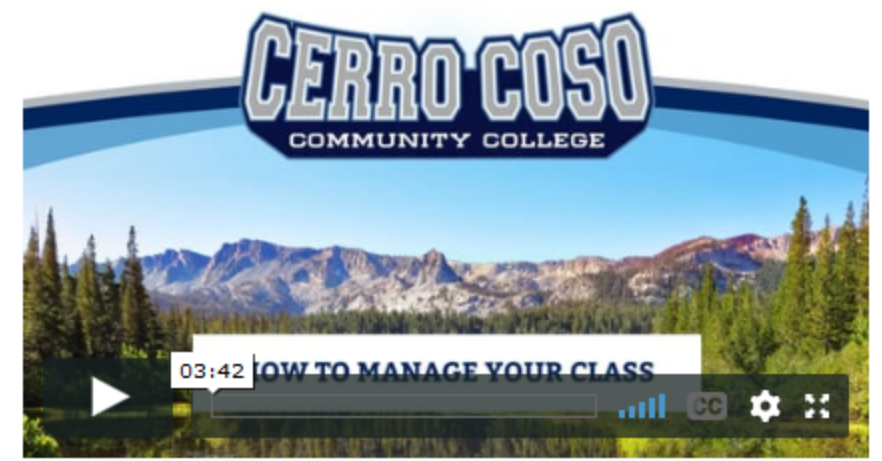 CERRO COSO
COMMUNITY COLLEGE
03:42
OW TO MANAGE YOUR CLASS
CC